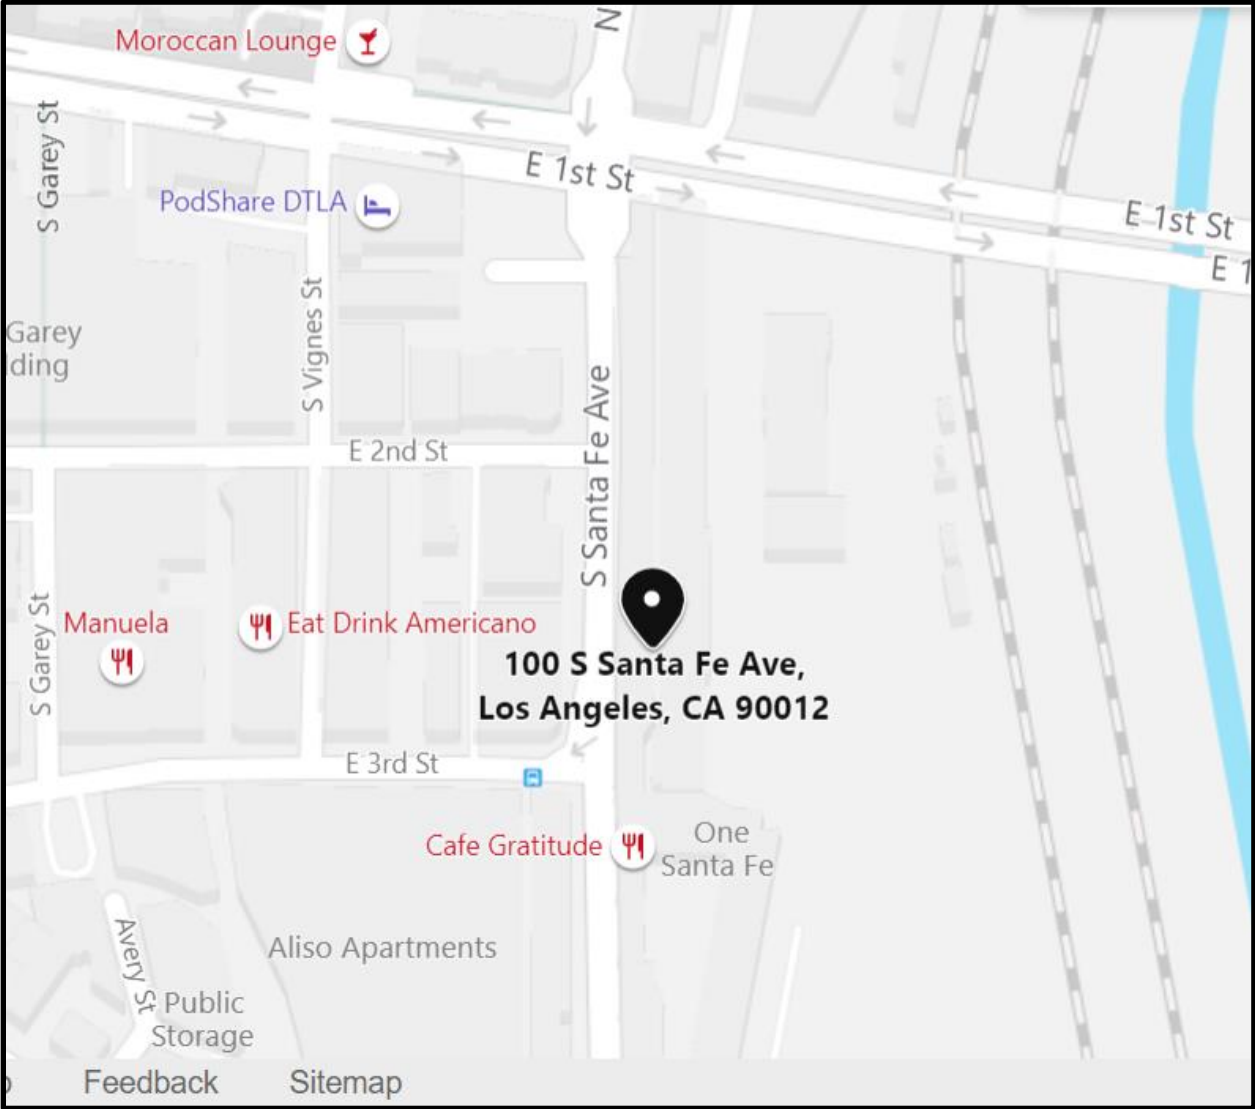 N
Moroccan Lounge
S Garey St
E 1st St
PodShare DTLA
E 1st St
E 1
S Vignes St
Garey
lding
S Santa Fe Ave
E 2nd St
S Garey St
Manuela
Eat Drink Americano
100 S Santa Fe Ave,
Los Angeles, CA 90012
E 3rd St
Cafe Gratitude
One
Santa Fe
Avery St
Aliso Apartments
Public
Storage
Feedback Sitemap